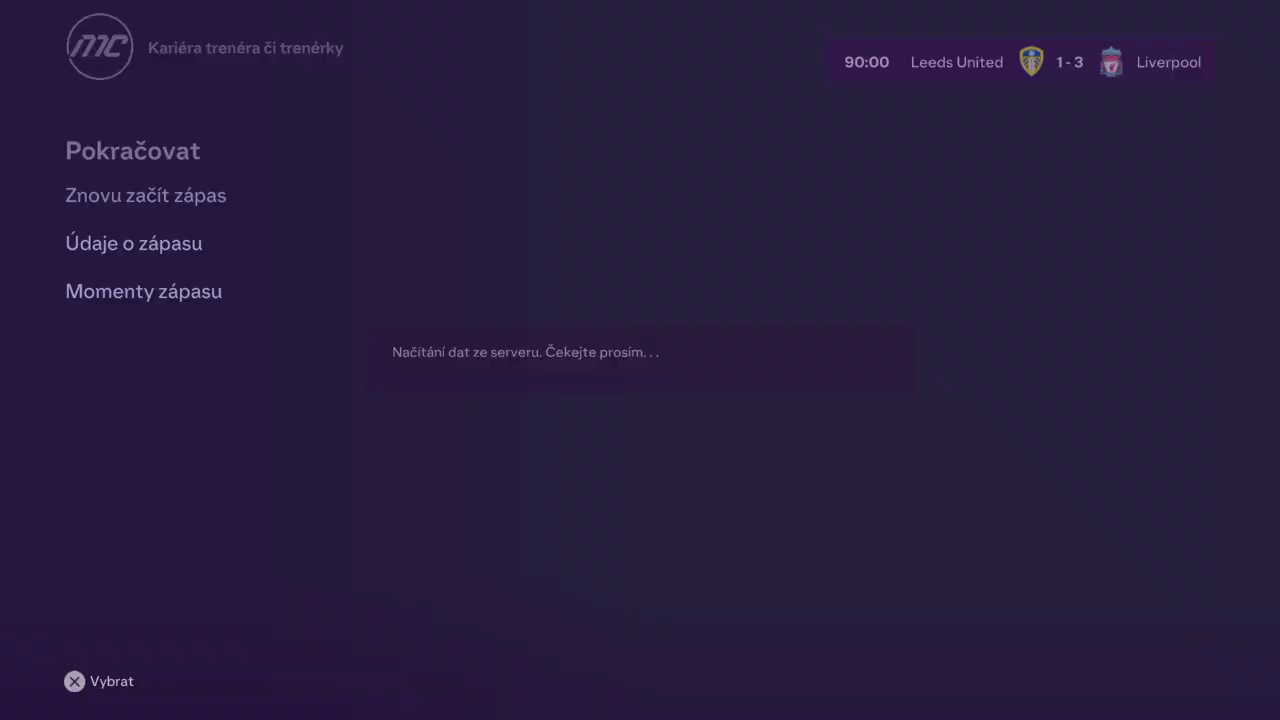 MC Kariéra trenéra či trenérky
90:00 Leeds United 1 - 3 Liverpool
Pokračovat
Znovu začít zápas
Údaje o zápasu
Momenty zápasu
Načítání dat ze serveru. Čekejte prosím. . .
Vybrat